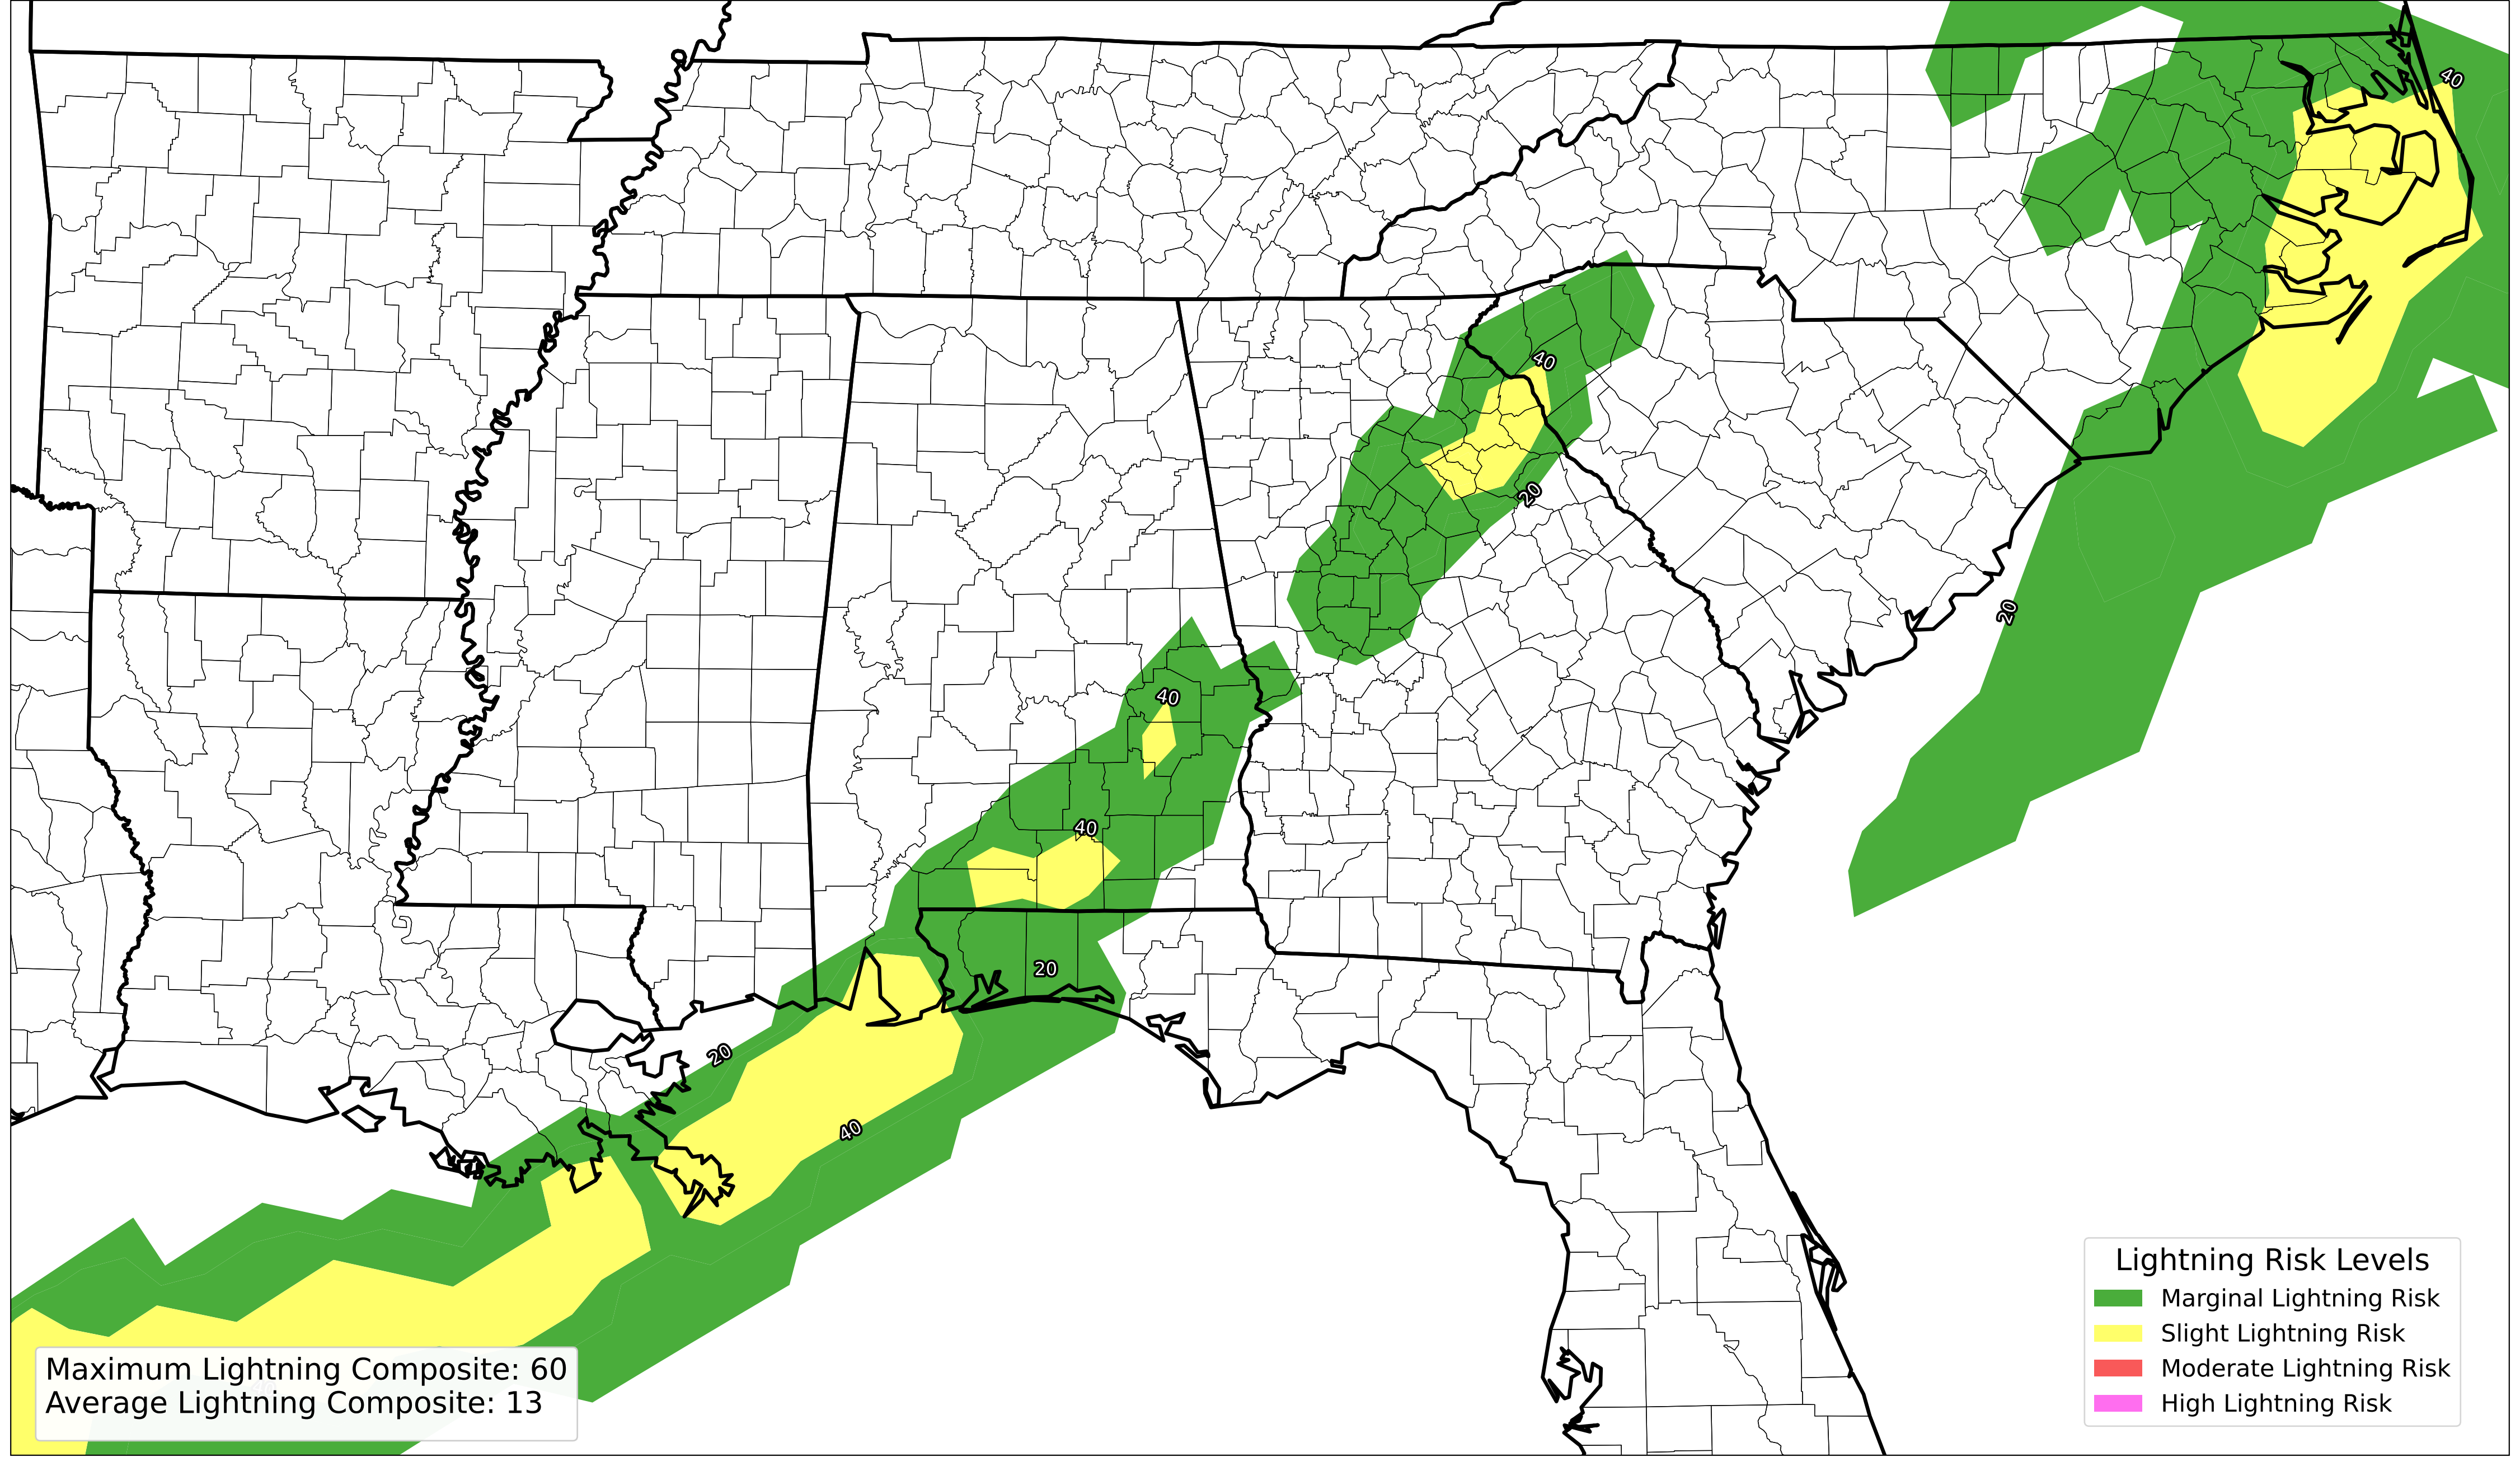 40
40
20
20
40
40
20
20
40
Maximum Lightning Composite: 60
Average Lightning Composite: 13
Lightning Risk Levels
Marginal Lightning Risk
Slight Lightning Risk
Moderate Lightning Risk
High Lightning Risk